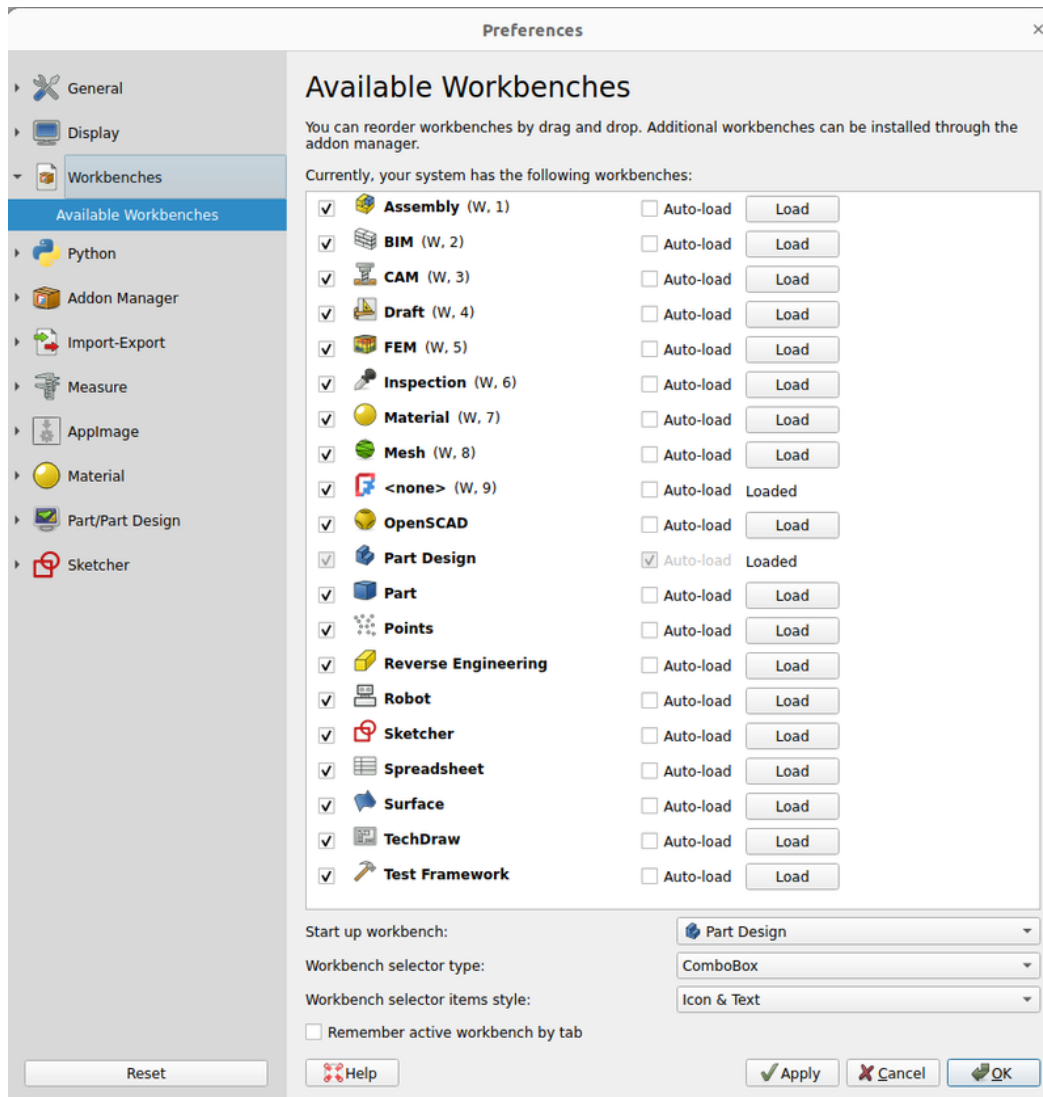 Preferences
General
Display
Workbenches
Available Workbenches
Python
Addon Manager
Import-Export
Measure
AppImage
Material
Part/Part Design
Sketcher
Reset
Available Workbenches
You can reorder workbenches by drag and drop. Additional workbenches can be installed through the
addon manager.
Currently, your system has the following workbenches:
Assembly (W, 1) Auto-load Load
BIM (W, 2) Auto-load Load
CAM (W, 3) Auto-load Load
Draft (W, 4) Auto-load Load
FEM (W, 5) Auto-load Load
Inspection (W, 6) Auto-load Load
Material (W, 7) Auto-load Load
Mesh (W, 8) Auto-load Load
<none> (W, 9) Auto-load Loaded
OpenSCAD Auto-load Load
Part Design Auto-load Loaded
Part Auto-load Load
Points Auto-load Load
Reverse Engineering Auto-load Load
Robot Auto-load Load
Sketcher Auto-load Load
Spreadsheet Auto-load Load
Surface Auto-load Load
TechDraw Auto-load Load
Test Framework Auto-load Load
Start up workbench: Part Design
Workbench selector type: ComboBox
Workbench selector items style: Icon & Text
Remember active workbench by tab
Help Apply Cancel OK